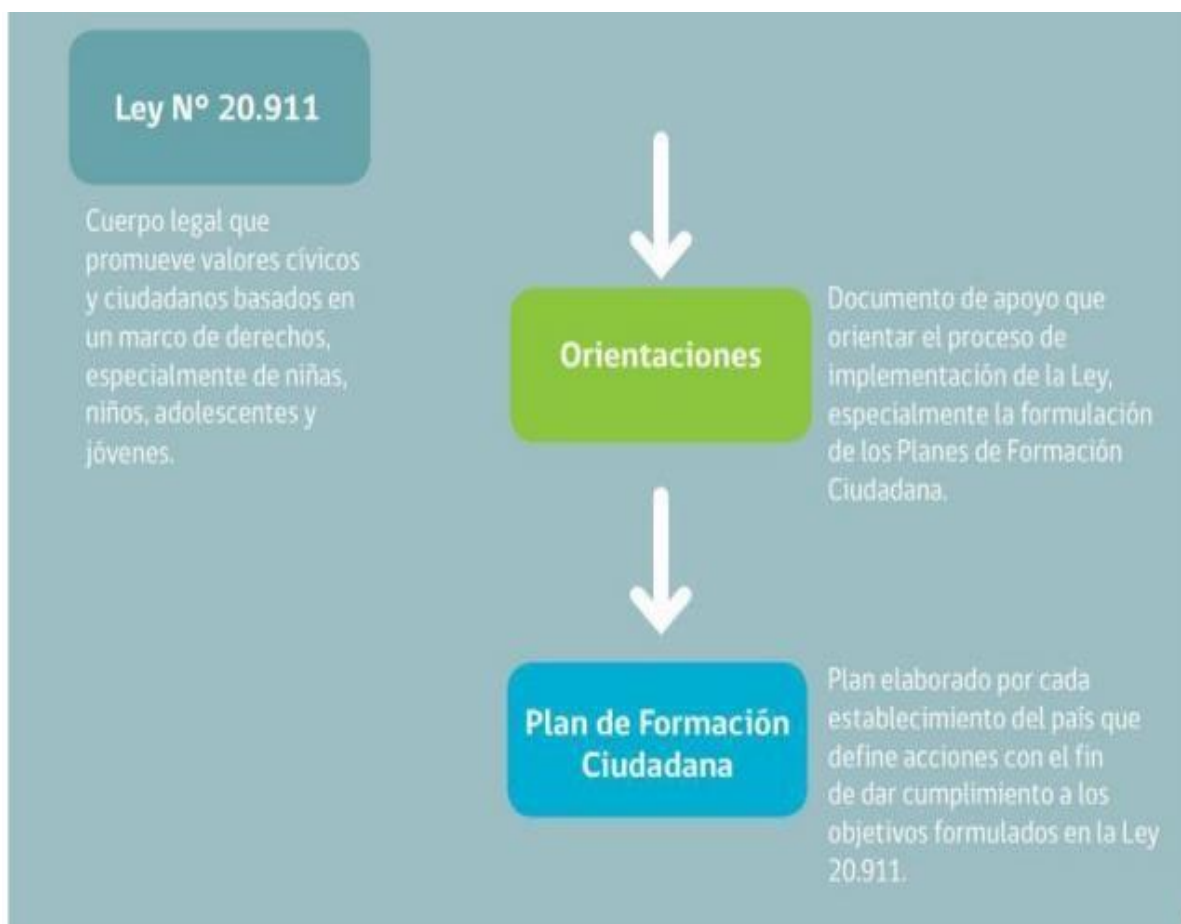 Ley N° 20.911
Cuerpo legal que
promueve valores cívicos
y ciudadanos basados en
un marco de derechos,
especialmente de niñas,
niños, adolescentes y
jóvenes.
Orientaciones
Documento de apoyo que
orientar el proceso de
implementación de la Ley,
especialmente la formulación
de los Planes de Formación
Ciudadana.
Plan de Formación
Ciudadana
Plan elaborado por cada
establecimiento del país que
define acciones con el fin
de dar cumplimiento a los
objetivos formulados en la Ley
20.911.